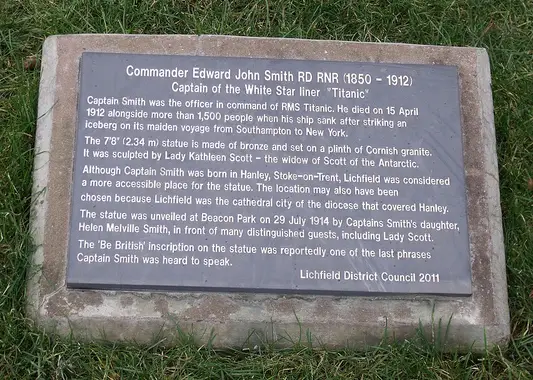 Commander Edward John Smith RD RNR (1850 - 1912)
Captain of the White Star liner "Titanic"
Captain Smith was the officer in command of RMS Titanic. He died on 15 April
1912 alongside more than 1,500 people when his ship sank after striking an
iceberg on its maiden voyage from Southampton to New York.
The 7'8" (2.34 m) statue is made of bronze and set on a plinth of Cornish granite.
It was sculpted by Lady Kathleen Scott - the widow of Scott of the Antarctic.
Although Captain Smith was born in Hanley, Stoke-on-Trent, Lichfield was considered
a more accessible place for the statue. The location may also have been
chosen because Lichfield was the cathedral city of the diocese that covered Hanley.
The statue was unveiled at Beacon Park on 29 July 1914 by Captains Smith's daughter,
Helen Melville Smith, in front of many distinguished guests, including Lady Scott.
The 'Be British' inscription on the statue was reportedly one of the last phrases
Captain Smith was heard to speak.
Lichfield District Council 2011